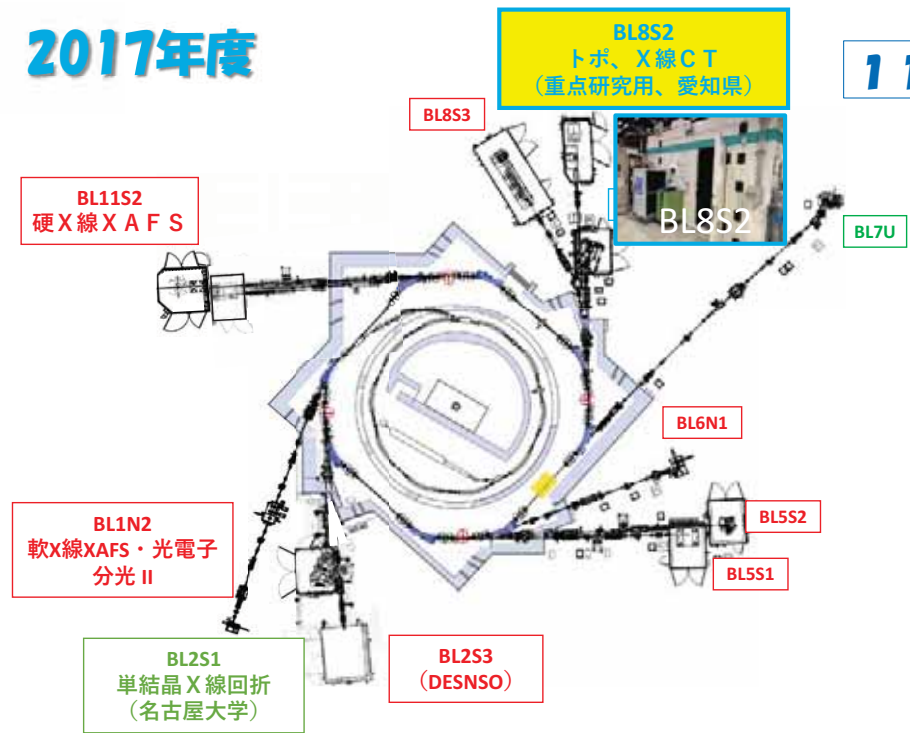 2017年度
BL8S2
トポ、X線CT
（重点研究用、愛知県）
11
BL8S3
BL8S2
BL11S2
硬X線XAFS
BL7U
BL6N1
BL5S2
BL5S1
BL1N2
軟X線XAFS・光電子
分光 II
BL2S1
単結晶X線回折
（名古屋大学）
BL2S3
（DESNSO）